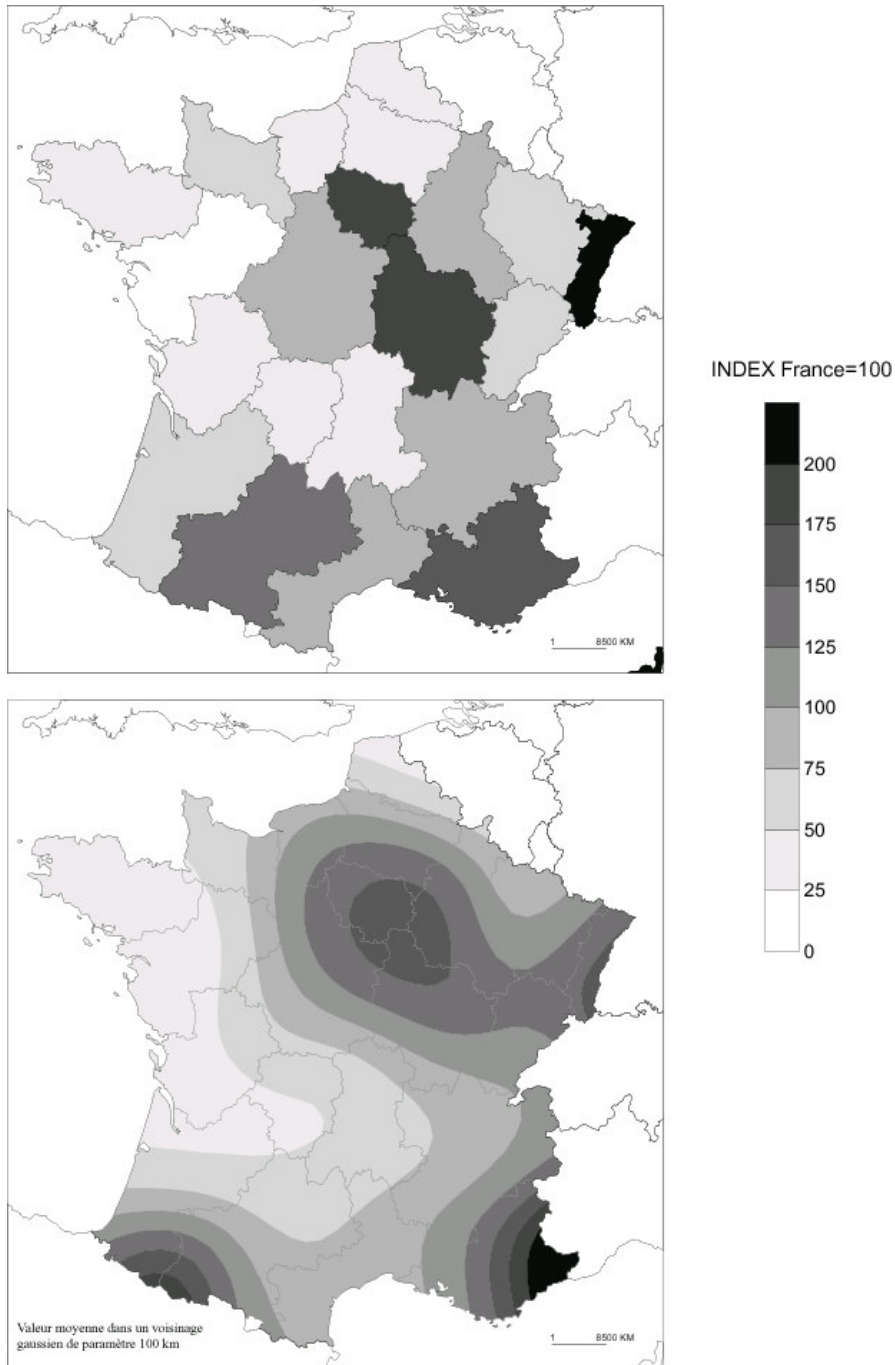 INDEX France=100
200
175
150
125
100
75
50
25
0
1 8500 KM
Valeur moyenne dans un voisinage
gaussien de paramètre 100 km
1 8500 KM